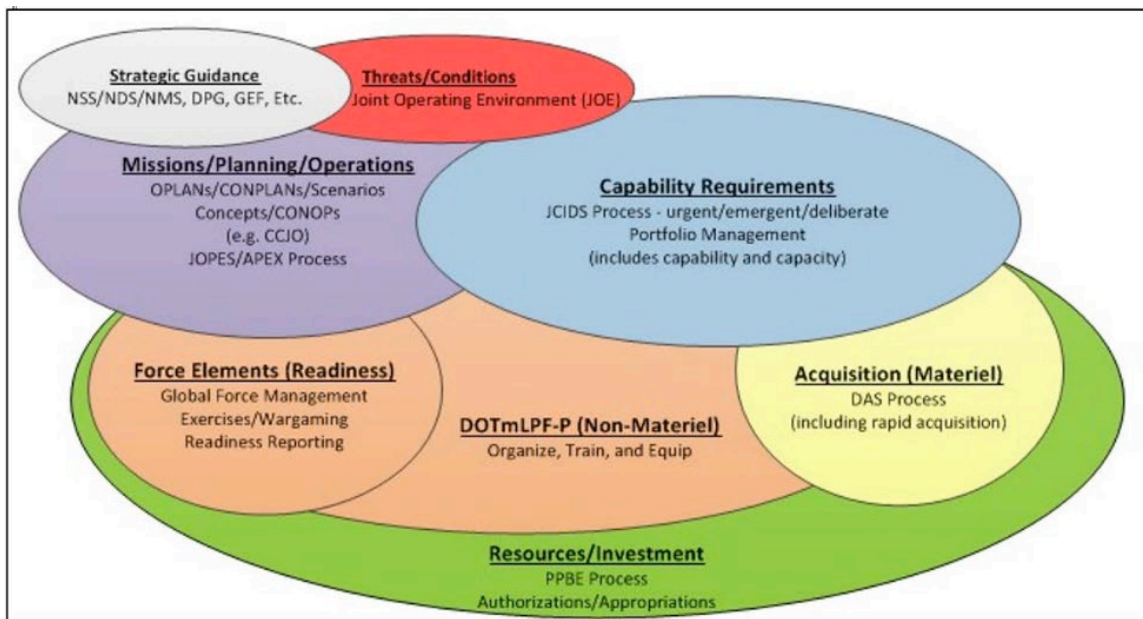 Strategic Guidance
NSS/NDS/NMS, DPG, GEF, Etc.
Threats/Conditions
Joint Operating Environment (JOE)
Missions/Planning/Operations
OPLANs/CONPLANs/Scenarios
Concepts/CONOPs
(e.g. CCJO)
JOPES/APEX Process
Capability Requirements
JCIDS Process - urgent/emergent/deliberate
Portfolio Management
(includes capability and capacity)
Force Elements (Readiness)
Global Force Management
Exercises/Wargaming
Readiness Reporting
DOTmLPF-P (Non-Materiel)
Organize, Train, and Equip
Acquisition (Materiel)
DAS Process
(including rapid acquisition)
Resources/Investment
PPBE Process
Authorizations/Appropriations